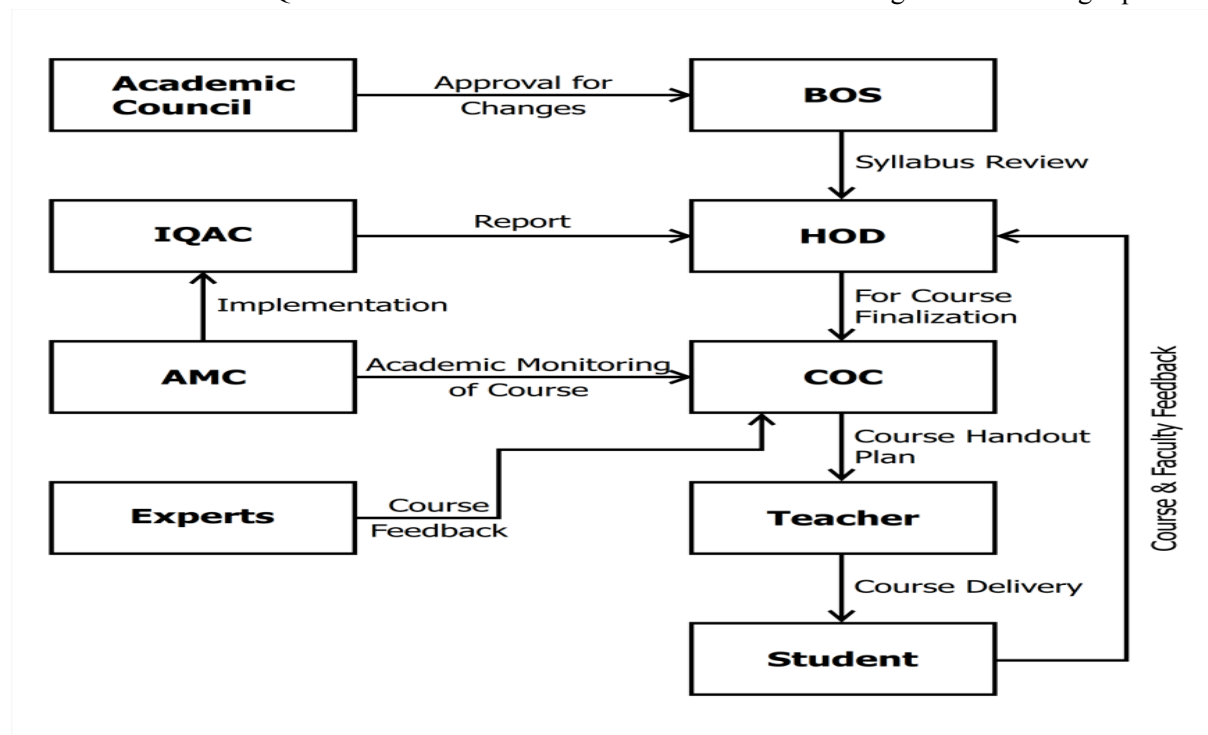 Academic
Council
Approval for
Changes
BOS
Syllabus Review
IQAC
Report
HOD
Implementation
For Course
Finalization
AMC
Academic Monitoring
of Course
COC
Course Handout
Plan
Experts
Course
Feedback
Teacher
Course Delivery
Student
Course & Faculty Feedback